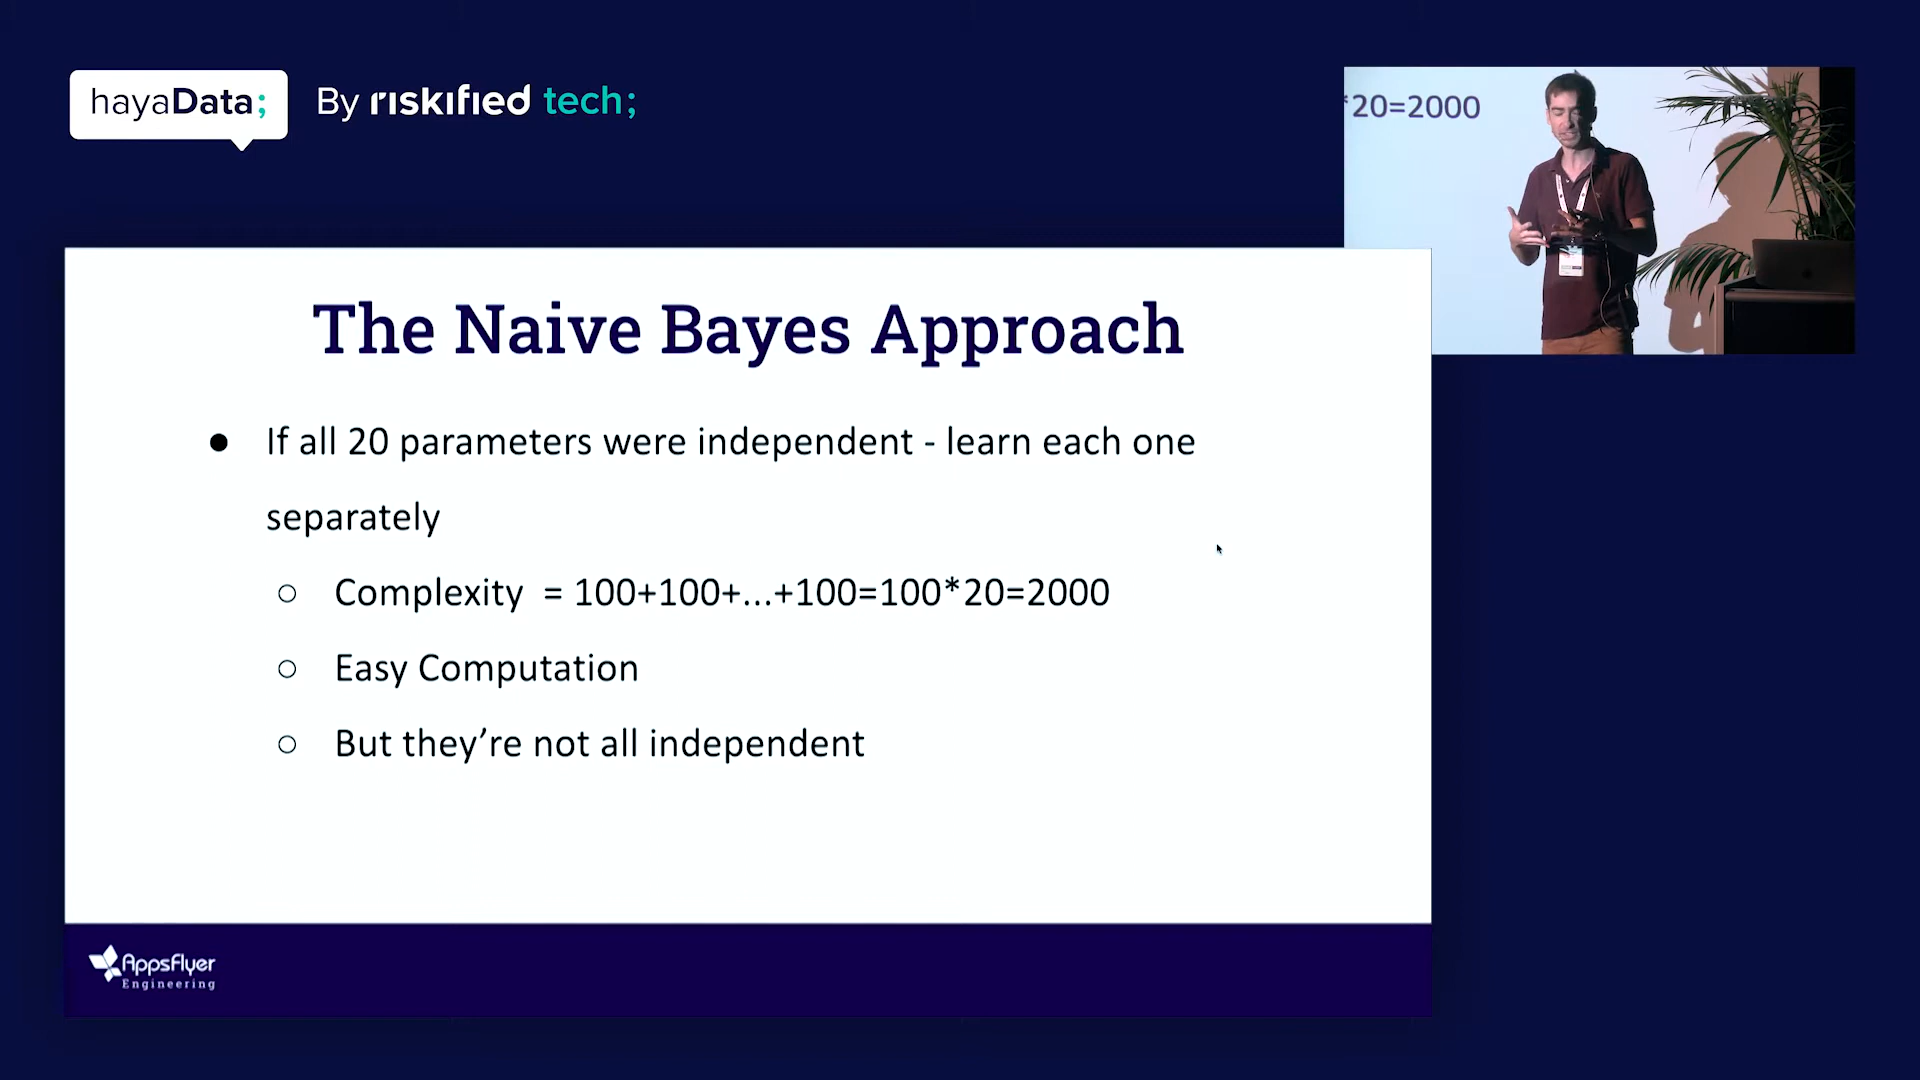 hayaData;
By riskified tech;
*20=2000
The Naive Bayes Approach
● If all 20 parameters were independent - learn each one
separately
○ Complexity = 100+100+...+100=100*20=2000
○ Easy Computation
○ But they’re not all independent
AppsFlyer
Engineering